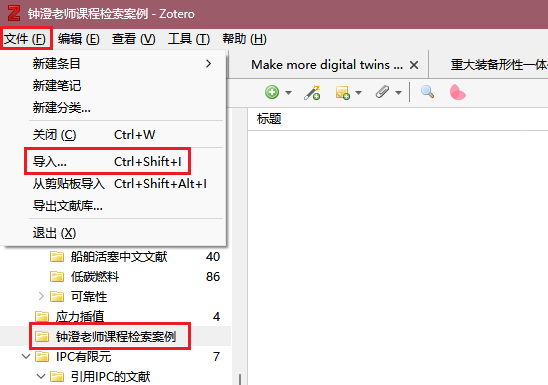 钟澄老师课程检索案例 - Zotero
文件 (F) 编辑 (E) 查看 (V) 工具 (T) 帮助 (H)
Make more digital twins ... 重大装备形性一体
新建条目
新建笔记
新建分类...
关闭 (C) Ctrl+W
导入... Ctrl+Shift+I
从剪贴板导入 Ctrl+Shift+Alt+I
导出文献库...
退出 (X)
标题
船舶活塞中文文献 40
低碳燃料 86
可靠性
应力插值 4
钟澄老师课程检索案例
IPC有限元 7
引用IPC的文献